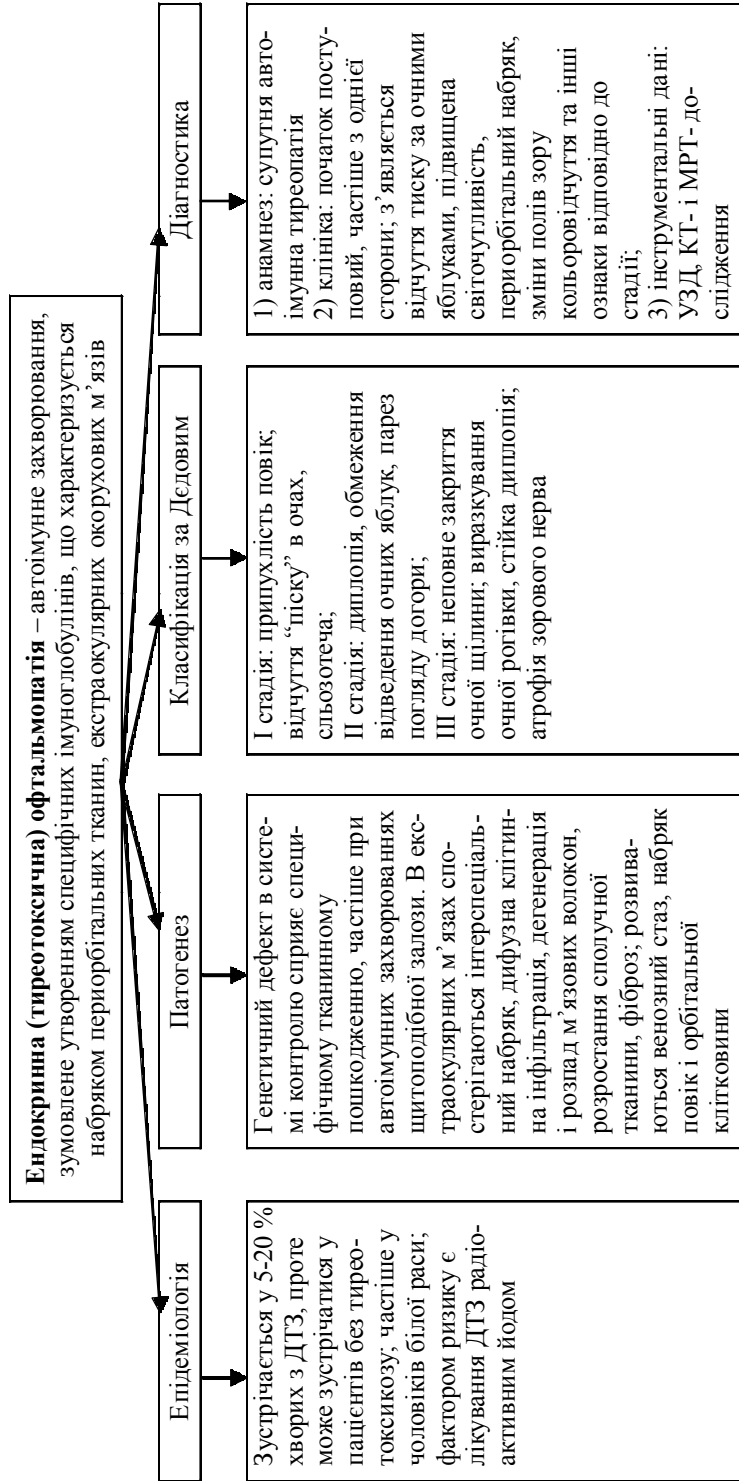 Ендокринна (тиреотоксична) офтальмопатія – автоімунне захворювання,
зумовлене утворенням специфічних імуноглобулінів, що характеризується
набряком периорбітальних тканин, екстраокулярних окорухових м’язів
Епідеміологія
Зустрічається у 5-20 %
хворих з ДТЗ, проте
може зустрічатися у
пацієнтів без тирео-
токсикозу; частіше у
чоловіків білої раси;
фактором ризику є
лікування ДТЗ радіо-
активним йодом
Патогенез
Генетичний дефект в систе-
мі контролю сприяє специ-
фічному тканинному
пошкодженню, частіше при
автоімунних захворюваннях
щитоподібної залози. В екс-
траокулярних м’язах спо-
стерігаються інтерспеціаль-
ний набряк, дифузна клітин-
на інфільтрація, дегенерація
і розпад м’язових волокон,
розростання сполучної
тканини, фіброз; розвива-
ються венозний стаз, набряк
повік і орбітальної
клітковини
Класифікація за Дєдовим
І стадія: припухлість повік;
відчуття “піску” в очах,
сльозотеча;
ІІ стадія: диплопія, обмеження
відведення очних яблук, парез
погляду догори;
ІІІ стадія: неповне закриття
очної щілини; виразкування
очної рогівки, стійка диплопія;
атрофія зорового нерва
Діагностика
1) анамнез: супутня авто-
імунна тиреопатія
2) клініка: початок посту-
повий, частіше з однієї
сторони; з’являється
відчуття тиску за очними
яблуками, підвищена
світочутливість,
периорбітальний набряк,
зміни полів зору
кольоровідчуття та інші
ознаки відповідно до
стадії;
3) інструментальні дані:
УЗД, КТ- і МРТ- до-
слідження